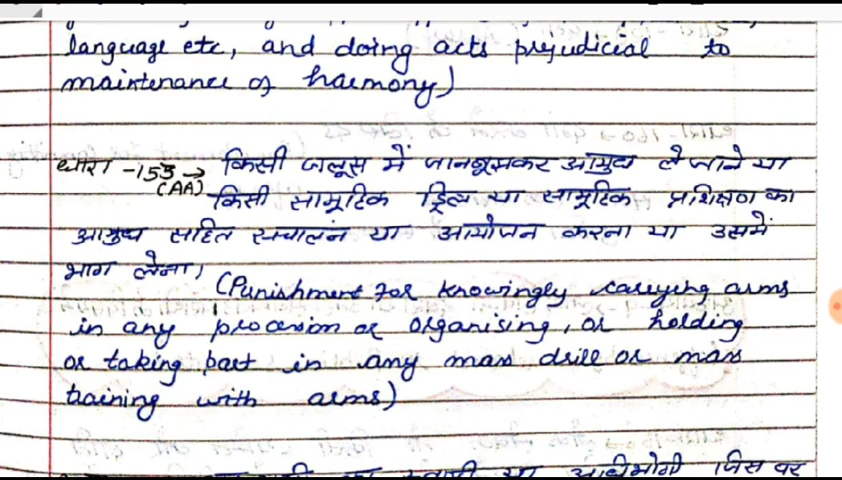 language etc, and doing acts prejudicial to
maintenance of harmony)
धारा -153 → किसी जलूस में जानबूझकर आयुध ले जाने या
(AA) किसी सामूहिक ड्रिल या सामूहिक प्रशिक्षण का
आयुध सहित संचालन या आयोजन करना या उसमें
भाग लेना,
(Punishment for knowingly carrying arms
in any procession or organising, or holding
or taking part in any mass drill or mass
training with arms)
या जिस पर